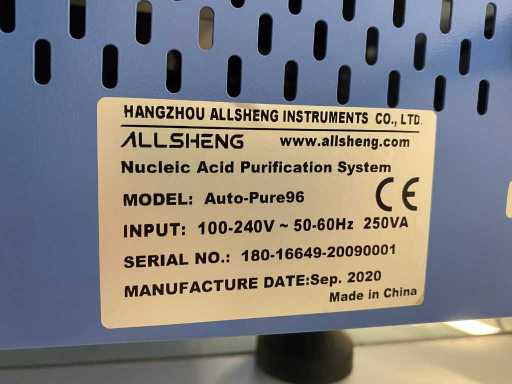 HANGZHOU ALLSHENG INSTRUMENTS CO., LTD.
ALLSHENG www.allsheng.com
Nucleic Acid Purification System
MODEL: Auto-Pure96
CE
INPUT: 100-240V ~ 50-60Hz 250VA
SERIAL NO.: 180-16649-20090001
MANUFACTURE DATE:Sep. 2020
Made in China